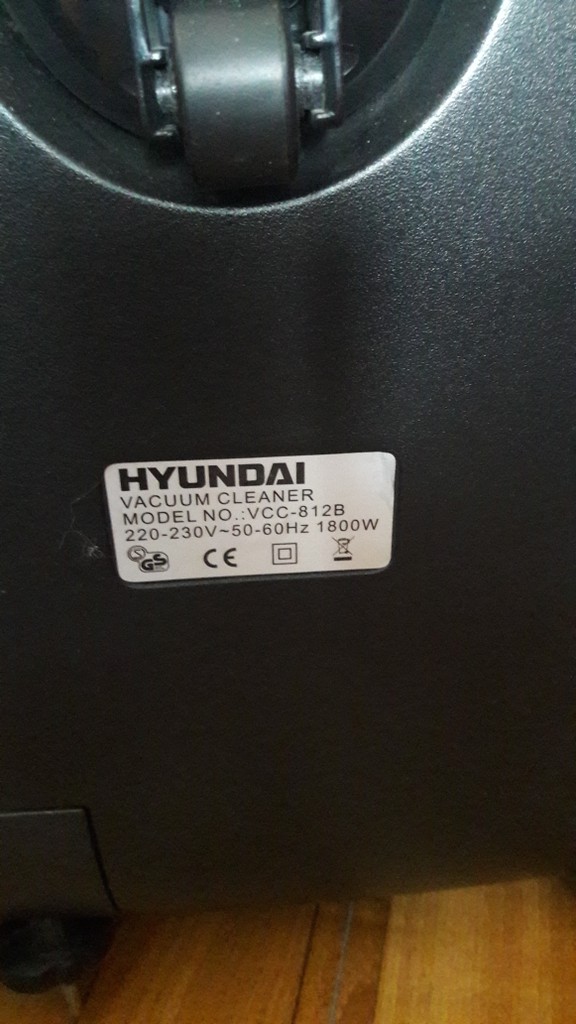 HYUNDAI
VACUUM CLEANER
MODEL NO.:VCC-812B
220-230V~50-60Hz 1800W
GS CE